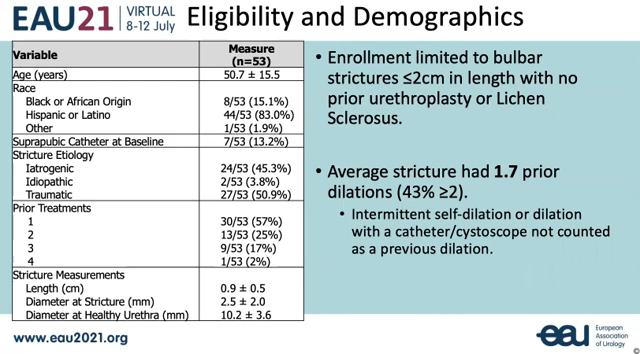 EAU21 VIRTUAL
8-12 July
Eligibility and Demographics
Variable Measure
(n=53)
Age (years) 50.7 ± 15.5
Race
Black or African Origin 8/53 (15.1%)
Hispanic or Latino 44/53 (83.0%)
Other 1/53 (1.9%)
Suprapubic Catheter at Baseline 7/53 (13.2%)
Stricture Etiology
Iatrogenic 24/53 (45.3%)
Idiopathic 2/53 (3.8%)
Traumatic 27/53 (50.9%)
Prior Treatments
1 30/53 (57%)
2 13/53 (25%)
3 9/53 (17%)
4 1/53 (2%)
Stricture Measurements
Length (cm) 0.9 ± 0.5
Diameter at Stricture (mm) 2.5 ± 2.0
Diameter at Healthy Urethra (mm) 10.2 ± 3.6
• Enrollment limited to bulbar
strictures ≤2cm in length with no
prior urethroplasty or Lichen
Sclerosus.
• Average stricture had 1.7 prior
dilations (43% ≥2).
• Intermittent self-dilation or dilation
with a catheter/cystoscope not counted
as a previous dilation.
www.eau2021.org
eau
European
Association
of Urology
©